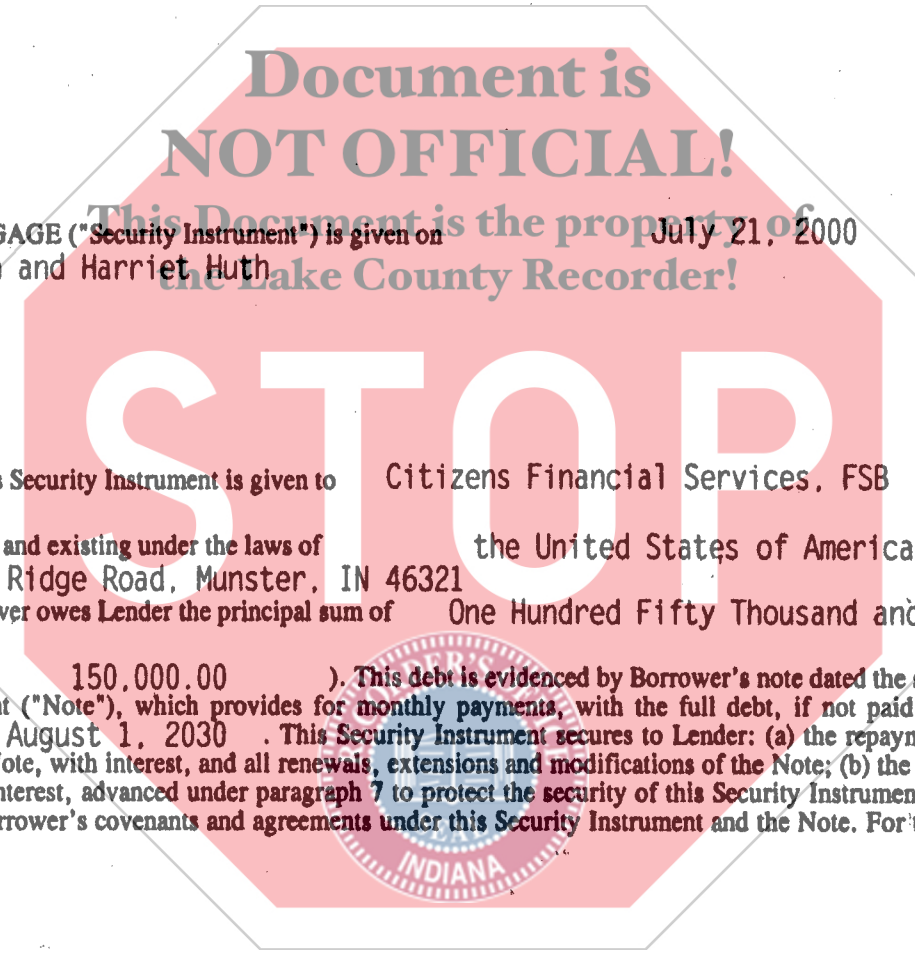 Document is
NOT OFFICIAL!
This Document is the property of
the Lake County Recorder!
GAGE ("Security Instrument") is given on July 21, 2000
and Harriet Huth
STOP
s Security Instrument is given to Citizens Financial Services, FSB
and existing under the laws of the United States of America
Ridge Road, Munster, IN 46321
ver owes Lender the principal sum of One Hundred Fifty Thousand and
150,000.00 ). This debt is evidenced by Borrower's note dated the
t ("Note"), which provides for monthly payments, with the full debt, if not paid
August 1, 2030 . This Security Instrument secures to Lender: (a) the repaym
ote, with interest, and all renewals, extensions and modifications of the Note; (b) the
nterest, advanced under paragraph 7 to protect the security of this Security Instrumen
rrower's covenants and agreements under this Security Instrument and the Note. For t
RECORDER'S OFFICE
SEAL
INDIANA